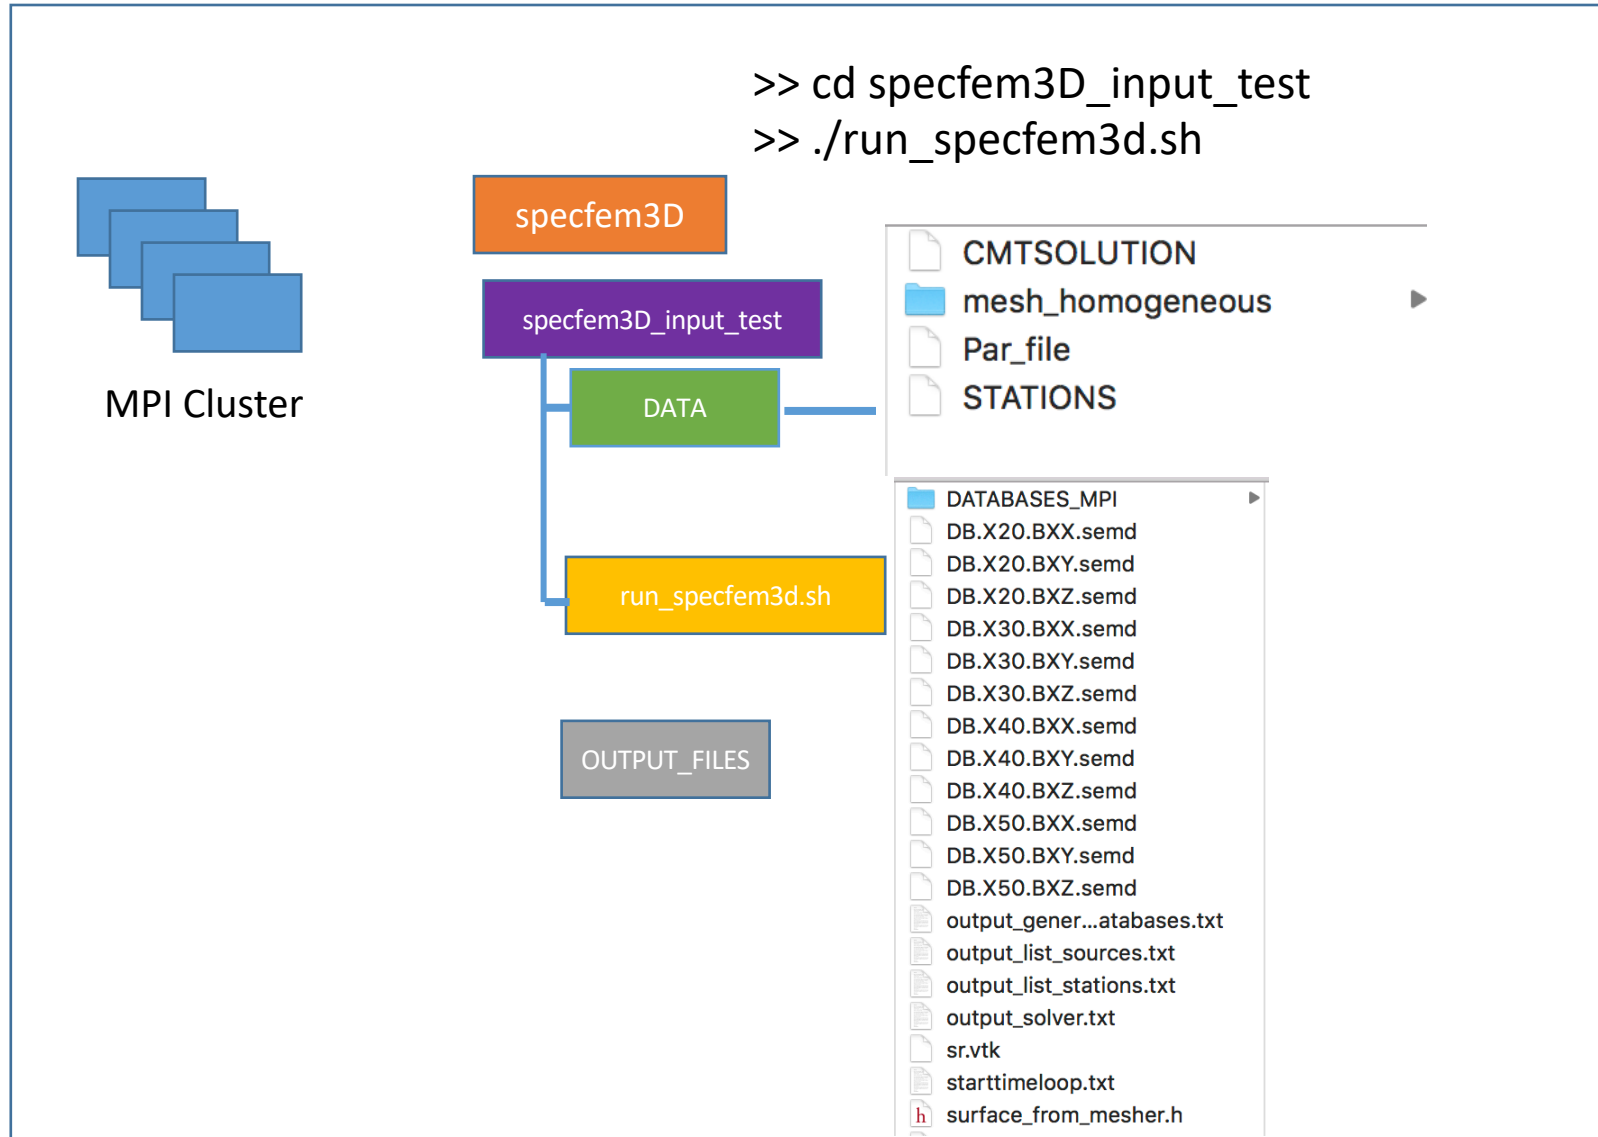 >> cd specfem3D_input_test
>> ./run_specfem3d.sh
MPI Cluster
specfem3D
specfem3D_input_test
DATA
run_specfem3d.sh
OUTPUT_FILES
CMTSOLUTION
mesh_homogeneous
Par_file
STATIONS
DATABASES_MPI
DB.X20.BXX.semd
DB.X20.BXY.semd
DB.X20.BXZ.semd
DB.X30.BXX.semd
DB.X30.BXY.semd
DB.X30.BXZ.semd
DB.X40.BXX.semd
DB.X40.BXY.semd
DB.X40.BXZ.semd
DB.X50.BXX.semd
DB.X50.BXY.semd
DB.X50.BXZ.semd
output_gener...atabases.txt
output_list_sources.txt
output_list_stations.txt
output_solver.txt
sr.vtk
starttimeloop.txt
h surface_from_mesher.h